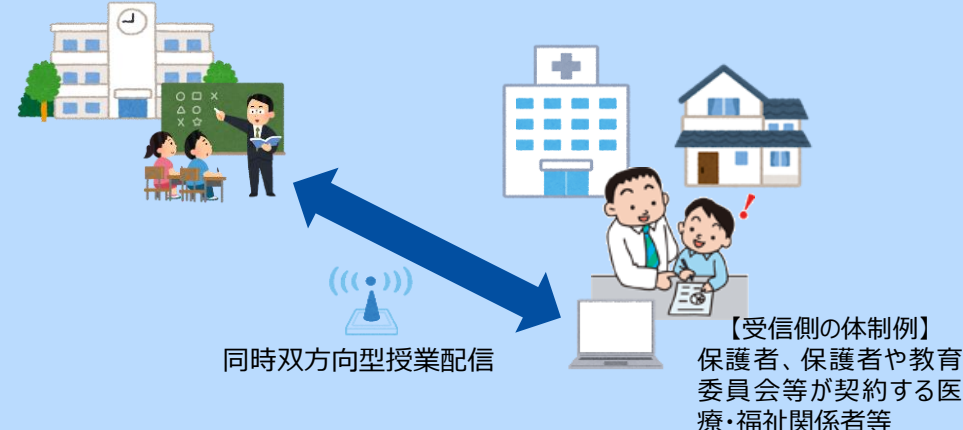 同時双方向型授業配信
【受信側の体制例】
保護者、保護者や教育
委員会等が契約する医
療・福祉関係者等